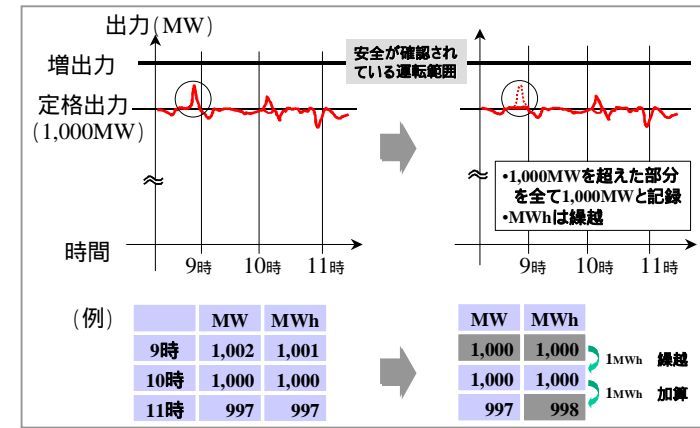 出力(MW)
増出力
定格出力
(1,000MW)
時間
9時 10時 11時
安全が確認され
ている運転範囲
•1,000MWを超えた部分
を全て1,000MWと記録
•MWhは繰越
9時 10時 11時
(例)
MW MWh
9時 1,002 1,001
10時 1,000 1,000
11時 997 997
MW MWh
1,000 1,000
1,000 1,000
997 998
1MWh 繰越
1MWh 加算